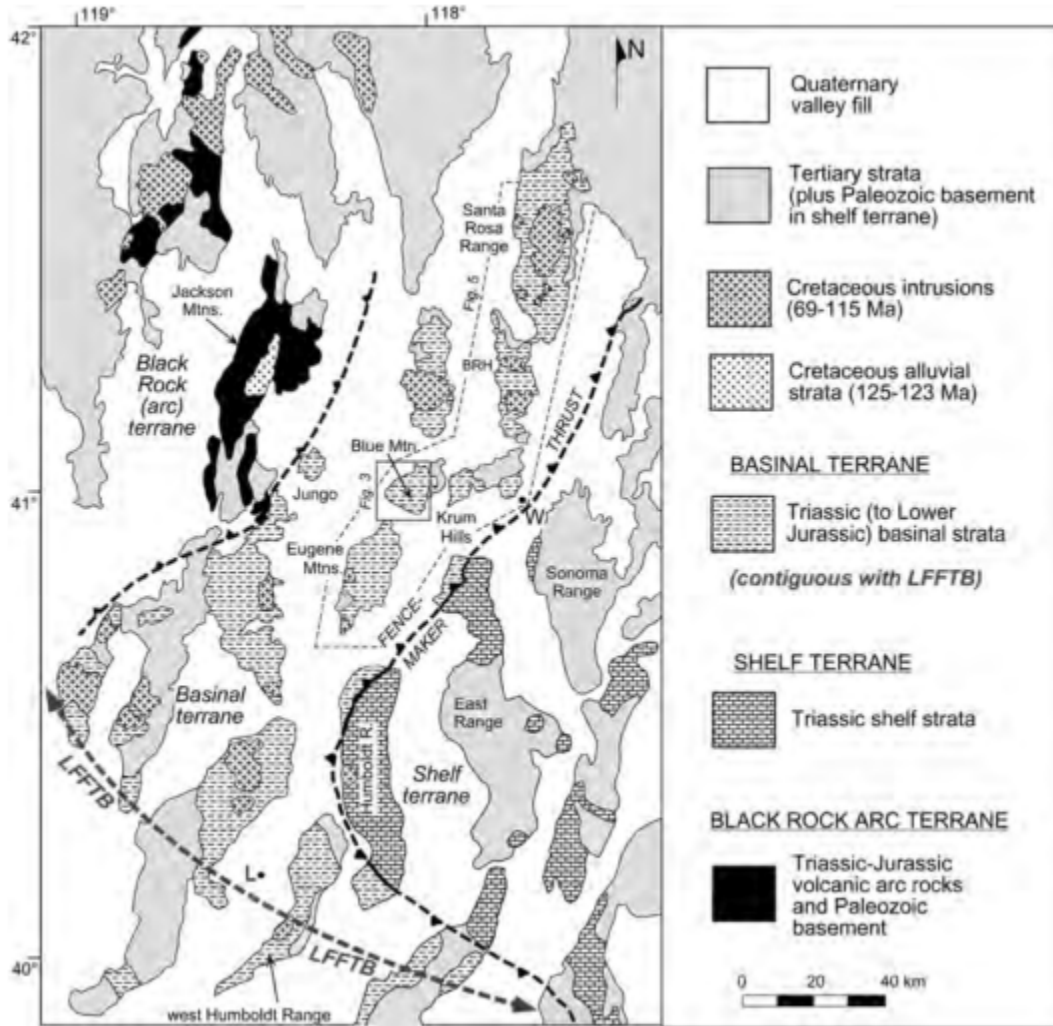 119°
118°
42°
N
Santa
Rosa
Range
Fig. 5
Jackson
Mtns.
Black
Rock
(arc)
terrane
BRH
THRUST
Blue Mtn.
41°
Jungo
Fig. 3
Krum
Hills
W
Eugene
Mtns.
Sonoma
Range
FENCE-
MAKER
Basinal
terrane
East
Range
Humboldt R.
Shelf
terrane
LFFTB
L
40°
LFFTB
west Humboldt Range
Quaternary
valley fill
Tertiary strata
(plus Paleozoic basement
in shelf terrane)
Cretaceous intrusions
(69-115 Ma)
Cretaceous alluvial
strata (125-123 Ma)
BASINAL TERRANE
Triassic (to Lower
Jurassic) basinal strata
(contiguous with LFFTB)
SHELF TERRANE
Triassic shelf strata
BLACK ROCK ARC TERRANE
Triassic-Jurassic
volcanic arc rocks
and Paleozoic
basement
0 20 40 km